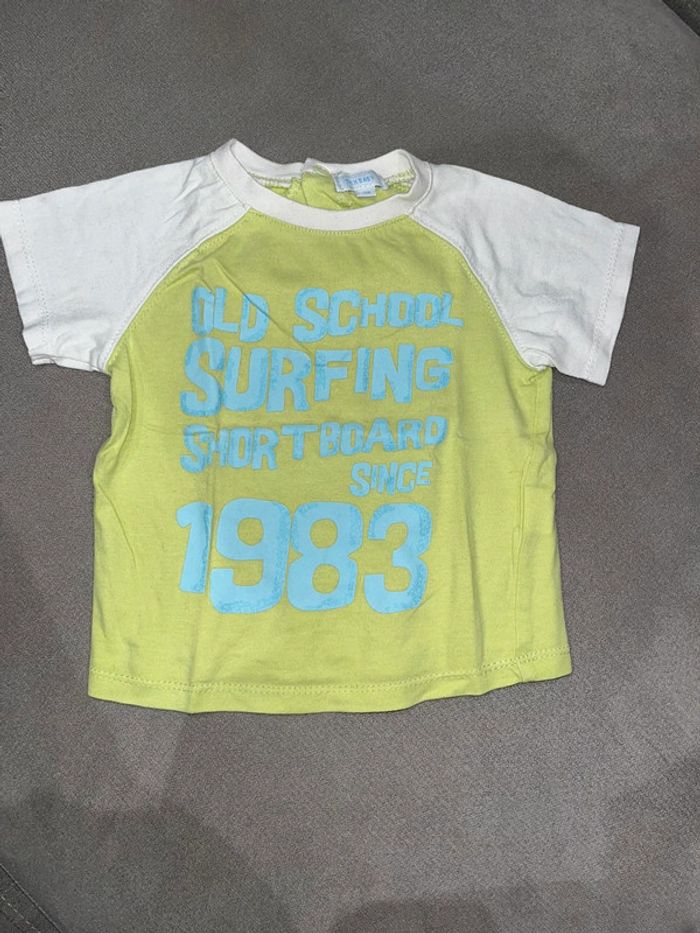 OLD SCHOOL
SURFING
SHORTBOARD
SINCE
1983